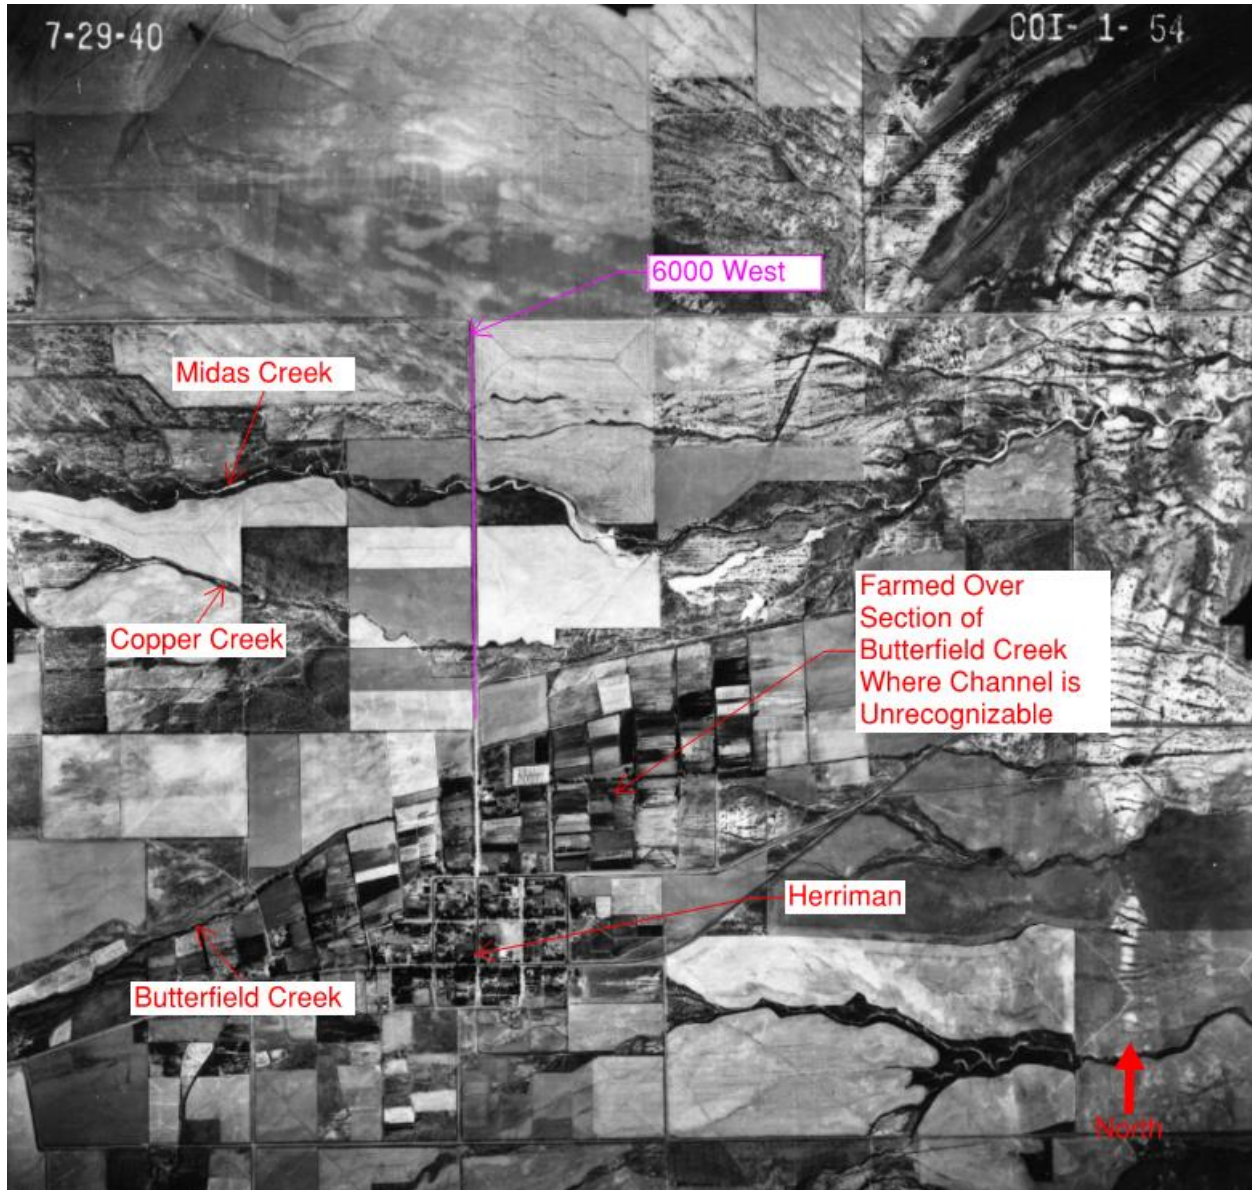 7-29-40
COI- 1- 54
6000 West
Midas Creek
Farmed Over
Section of
Butterfield Creek
Where Channel is
Unrecognizable
Copper Creek
Herriman
Butterfield Creek
North